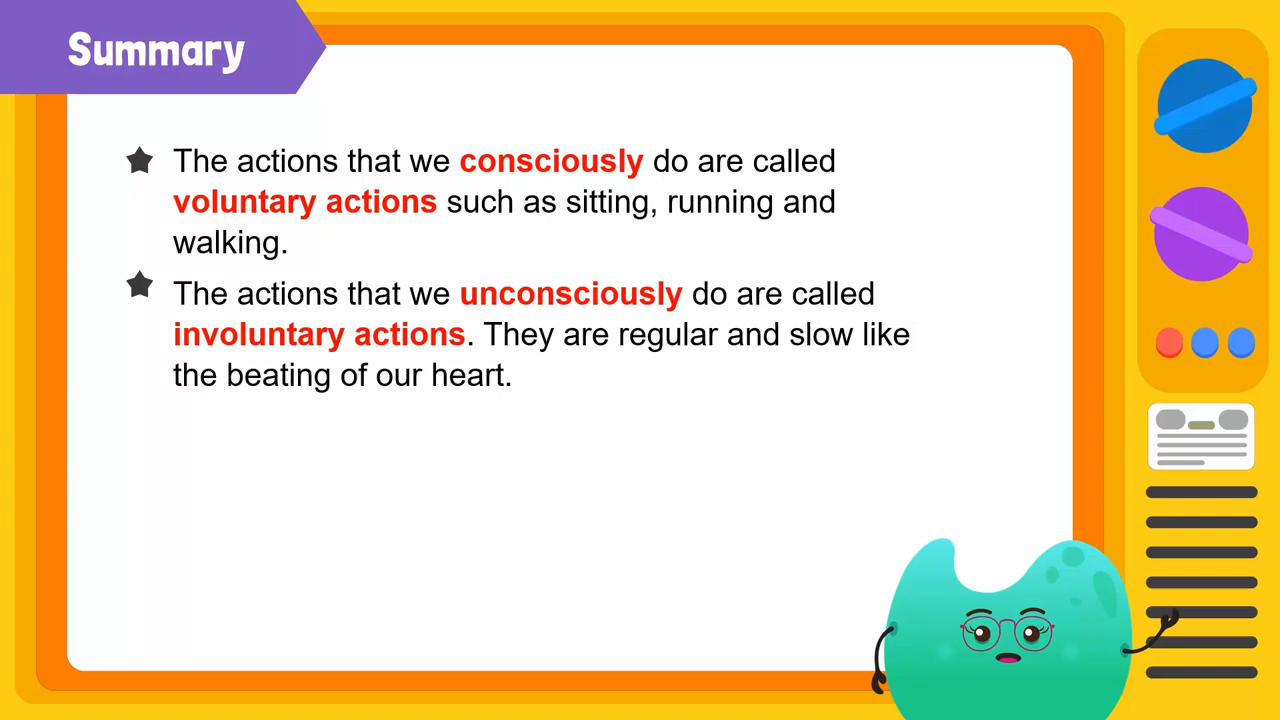 Summary
The actions that we consciously do are called
voluntary actions such as sitting, running and
walking.
The actions that we unconsciously do are called
involuntary actions. They are regular and slow like
the beating of our heart.